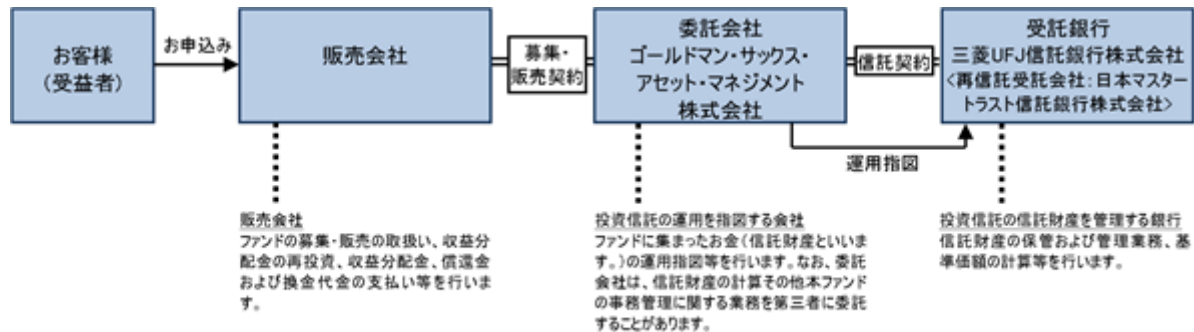 お客様
（受益者）
お申込み
販売会社
募集・
販売契約
委託会社
ゴールドマン・サックス・
アセット・マネジメント
株式会社
信託契約
受託銀行
三菱UFJ信託銀行株式会社
＜再信託受託会社：日本マスター
トラスト信託銀行株式会社＞
運用指図
販売会社
ファンドの募集・販売の取扱い、収益分
配金の再投資、収益分配金、償還金
および換金代金の支払い等を行いま
す。
投資信託の運用を指図する会社
ファンドに集まったお金（信託財産といいま
す。）の運用指図等を行います。なお、委託
会社は、信託財産の計算その他本ファンド
の事務管理に関する業務を第三者に委託
することがあります。
投資信託の信託財産を管理する銀行
信託財産の保管および管理業務、基
準価額の計算等を行います。